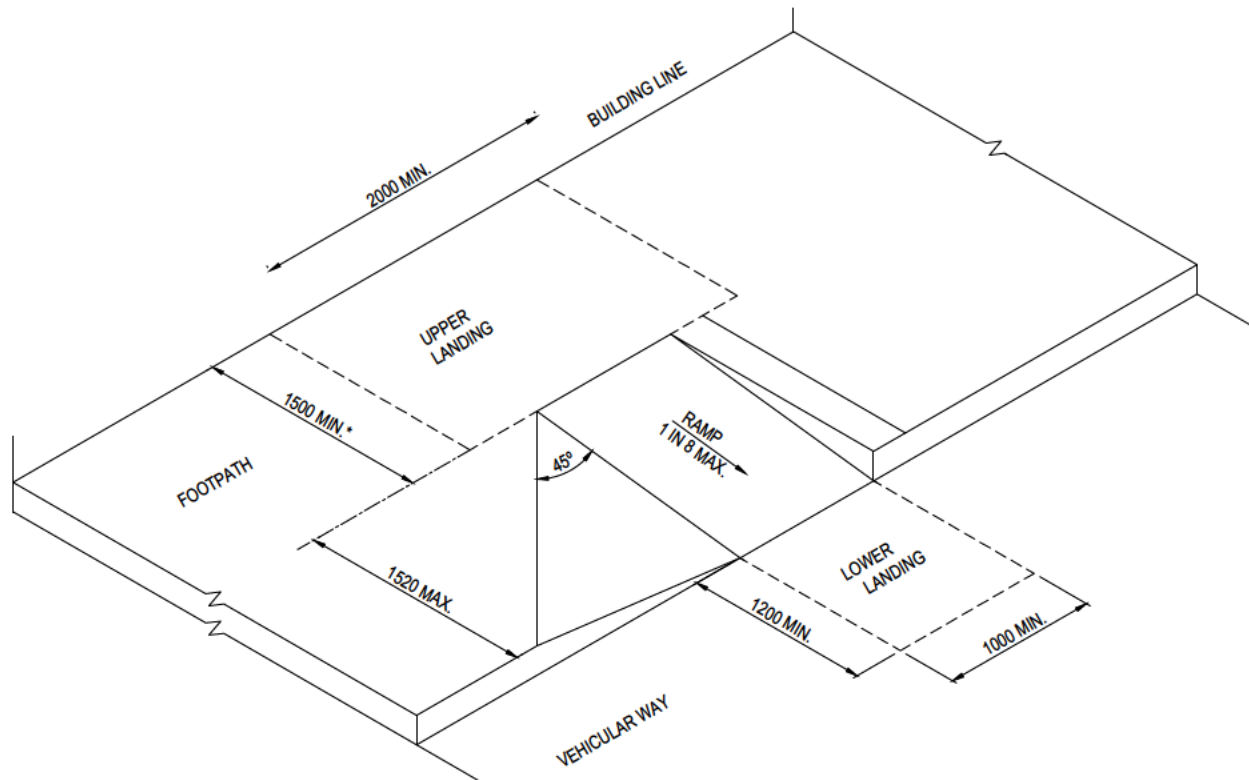 BUILDING LINE
2000 MIN.
UPPER
LANDING
1500 MIN.*
FOOTPATH
RAMP
1 IN 8 MAX.
45º
1520 MAX.
LOWER
LANDING
1200 MIN.
1000 MIN.
VEHICULAR WAY